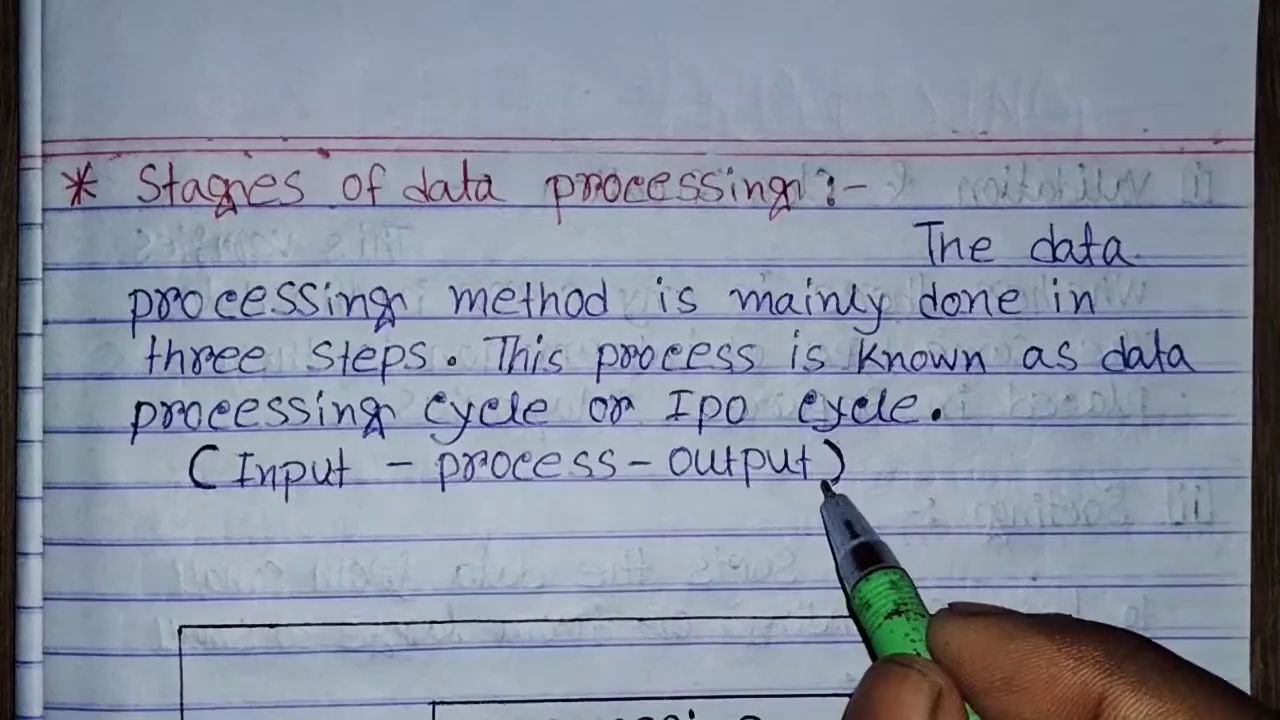 * Stages of data processing :-
The data
processing method is mainly done in
three steps. This process is known as data
processing cycle or IPO cycle.
(Input - process - output)